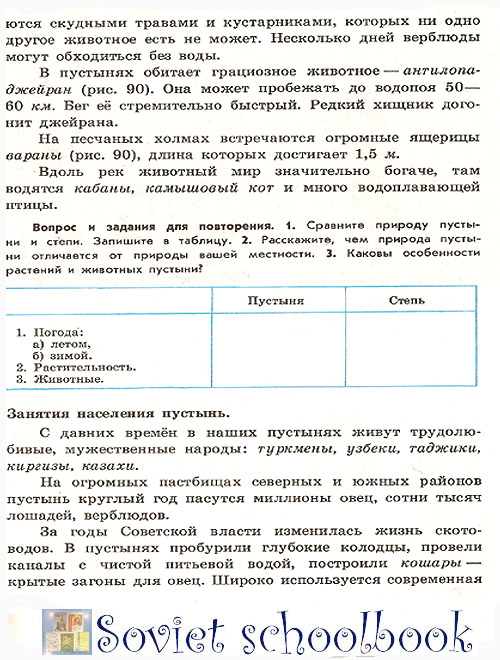 ются скудными травами и кустарниками, которых ни одно
другое животное есть не может. Несколько дней верблюды
могут обходиться без воды.
В пустынях обитает грациозное животное — антилопа-
джейран (рис. 90). Она может пробежать до водопоя 50—
60 км. Бег её стремительно быстрый. Редкий хищник дого-
нит джейрана.
На песчаных холмах встречаются огромные ящерицы
вараны (рис. 90), длина которых достигает 1,5 м.
Вдоль рек животный мир значительно богаче, там
водятся кабаны, камышовый кот и много водоплавающей
птицы.
Вопрос и задания для повторения. 1. Сравните природу пусты-
ни и степи. Запишите в таблицу. 2. Расскажите, чем природа пусты-
ни отличается от природы вашей местности. 3. Каковы особенности
растений и животных пустыни?
Пустыня Степь
1. Погода:
а) летом,
б) зимой.
2. Растительность.
3. Животные.
Занятия населения пустынь.
С давних времён в наших пустынях живут трудолю-
бивые, мужественные народы: туркмены, узбеки, таджики,
киргизы, казахи.
На огромных пастбищах северных и южных районов
пустынь круглый год пасутся миллионы овец, сотни тысяч
лошадей, верблюдов.
За годы Советской власти изменилась жизнь ското-
водов. В пустынях пробурили глубокие колодцы, провели
каналы с чистой питьевой водой, построили кошары —
крытые загоны для овец. Широко используется современная
Soviet schoolbook